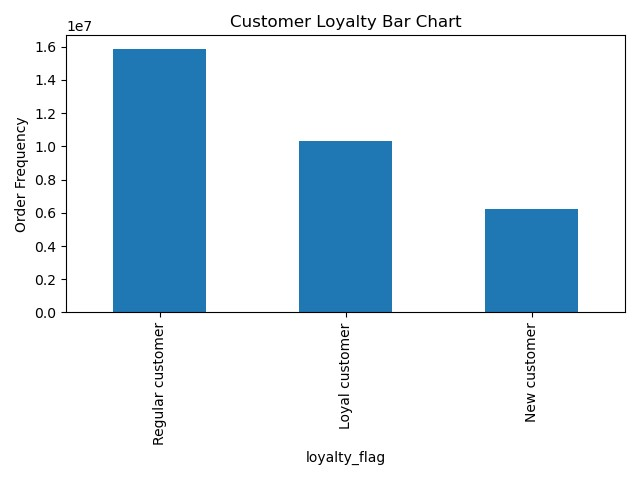 Customer Loyalty Bar Chart
1e7
1.6
1.4
1.2
1.0
0.8
0.6
0.4
0.2
0.0
Order Frequency
Regular customer
Loyal customer
New customer
loyalty_flag